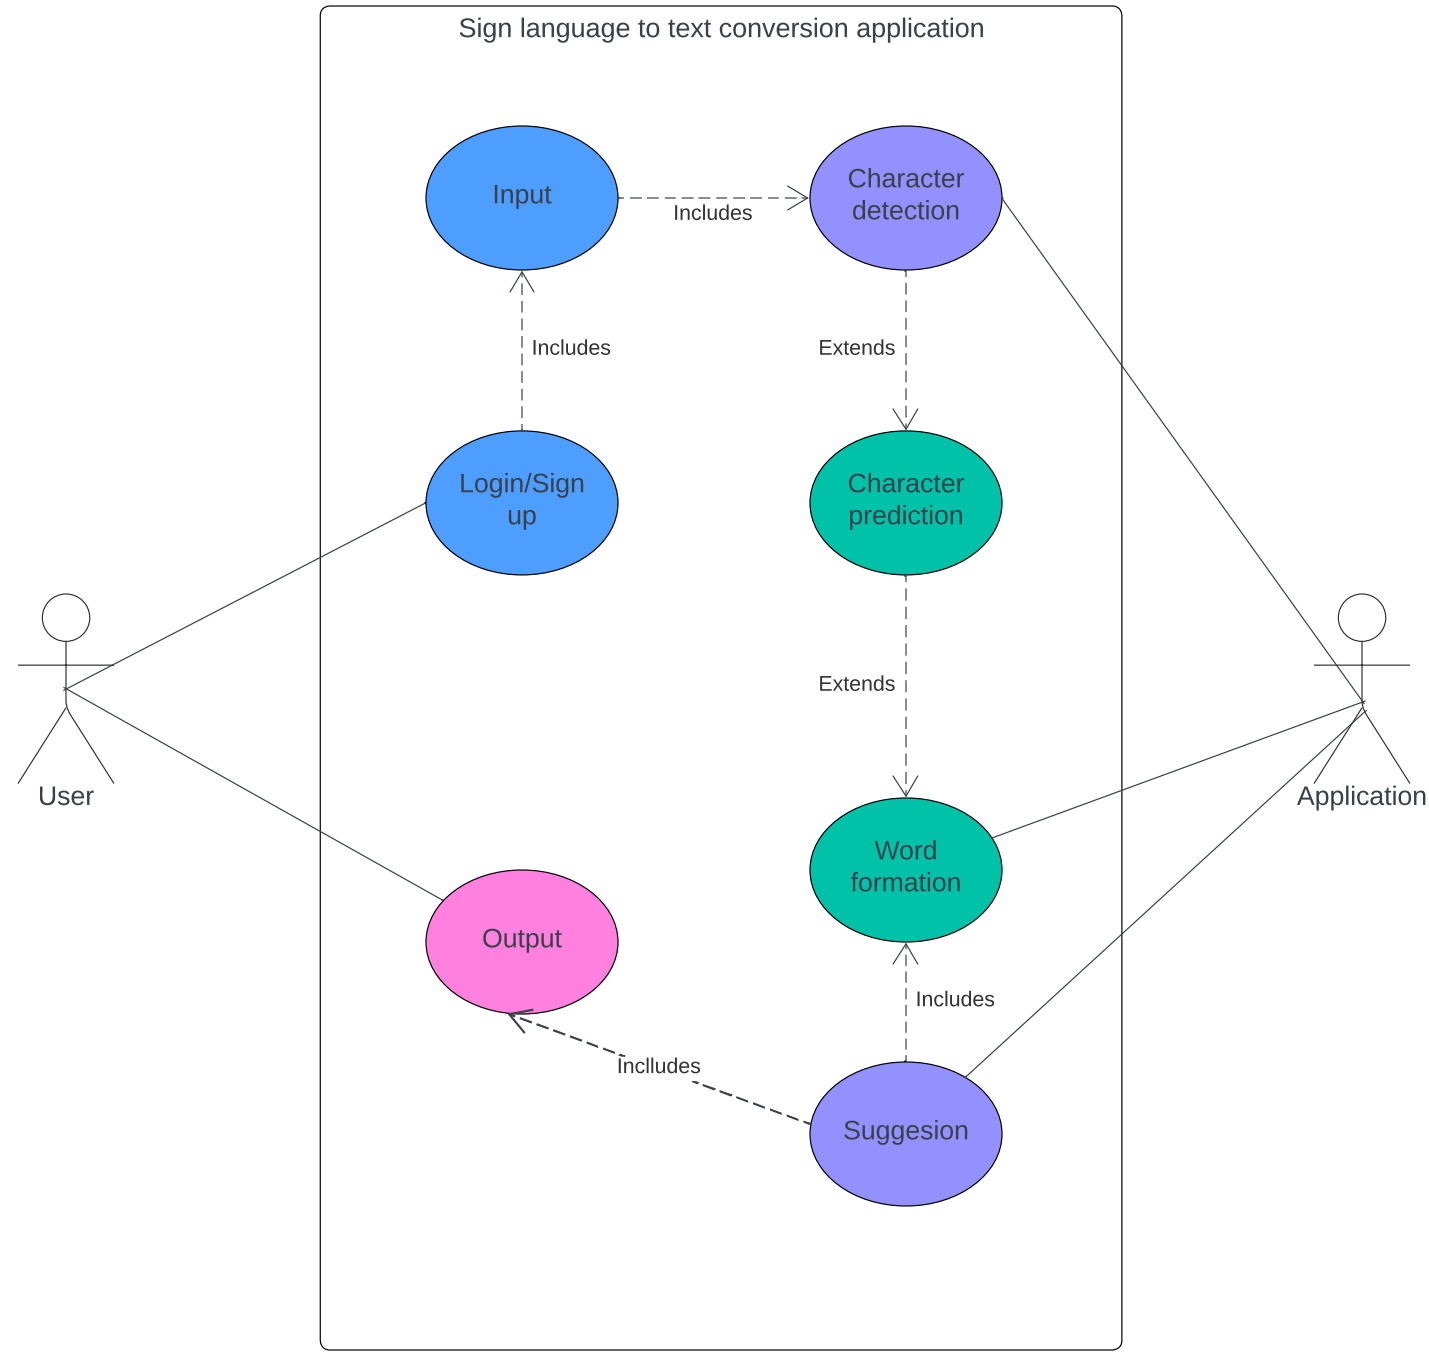 Sign language to text conversion application
Input
Includes
Character
detection
Includes
Extends
Login/Sign
up
Character
prediction
Extends
User
Application
Word
formation
Output
Includes
Inclludes
Suggesion